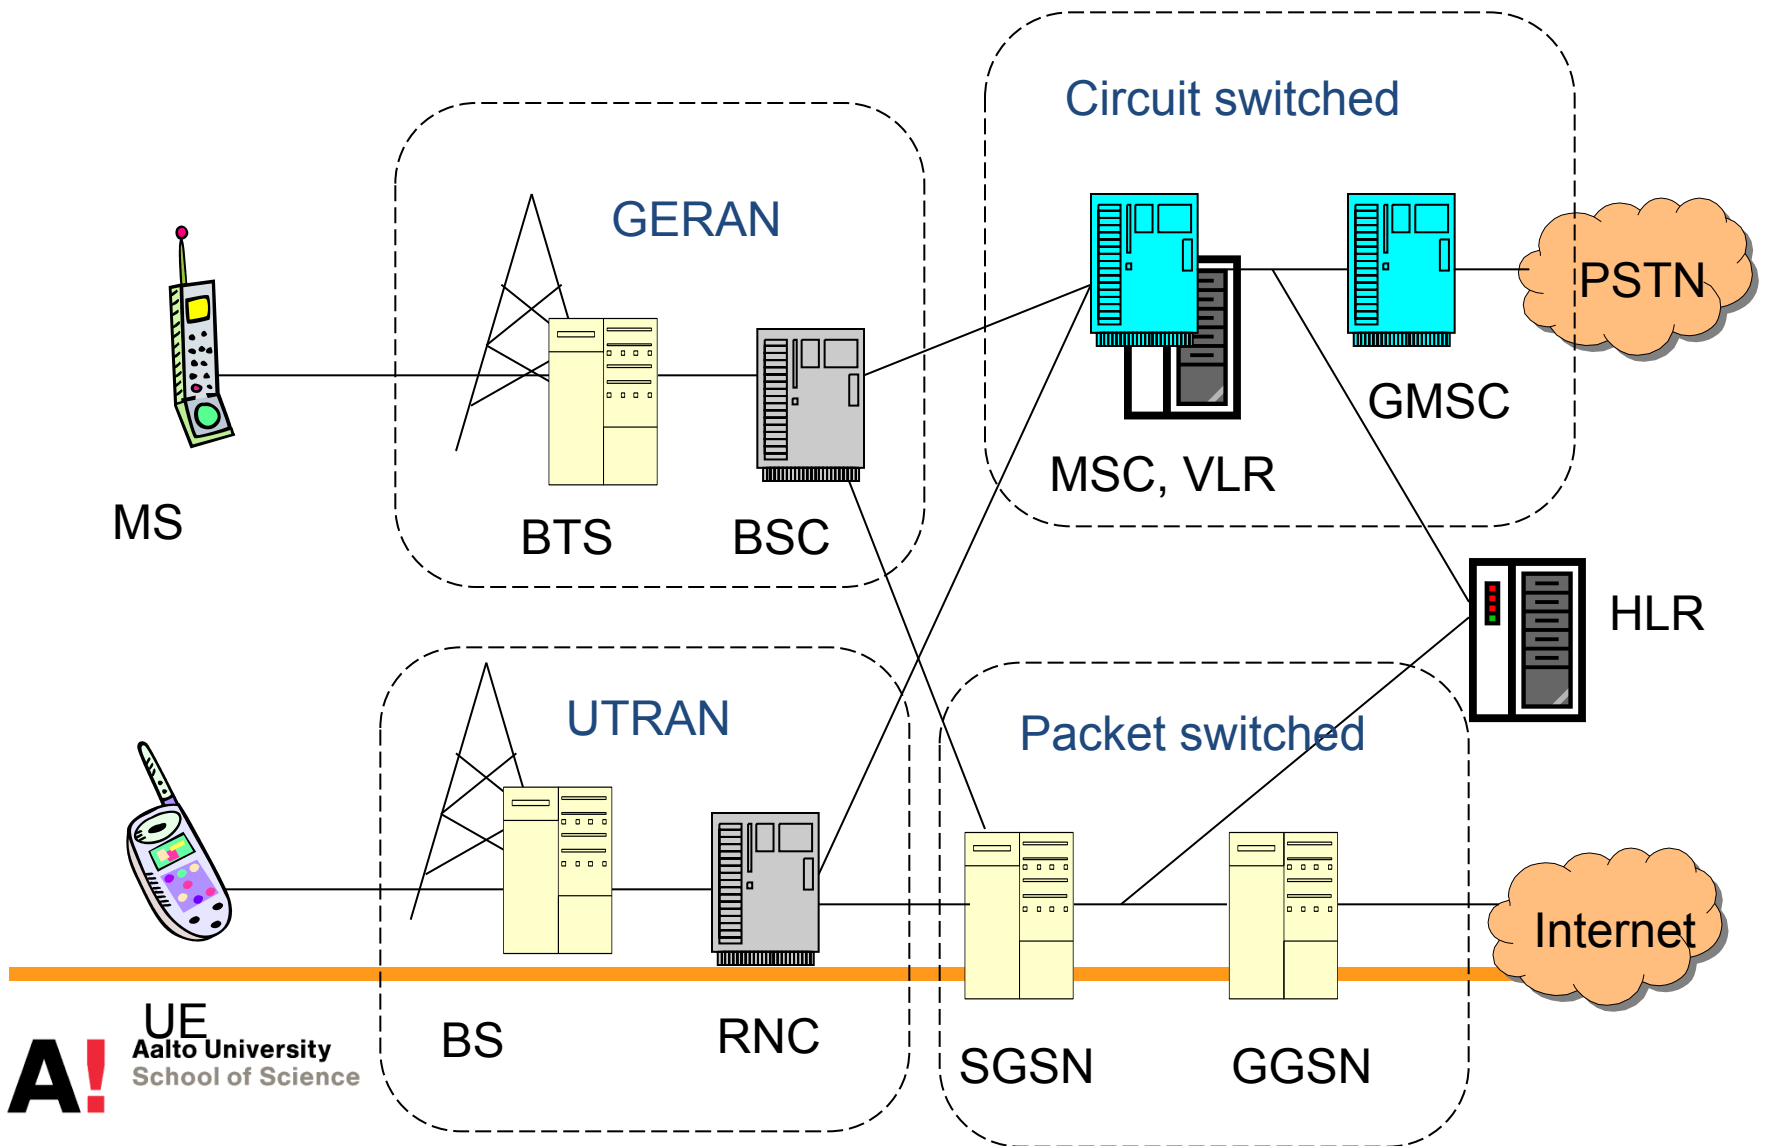 Circuit switched
GERAN
PSTN
GMSC
MSC, VLR
MS
BTS
BSC
HLR
UTRAN
Packet switched
Internet
UE
BS
RNC
SGSN
GGSN
A!
Aalto University
School of Science